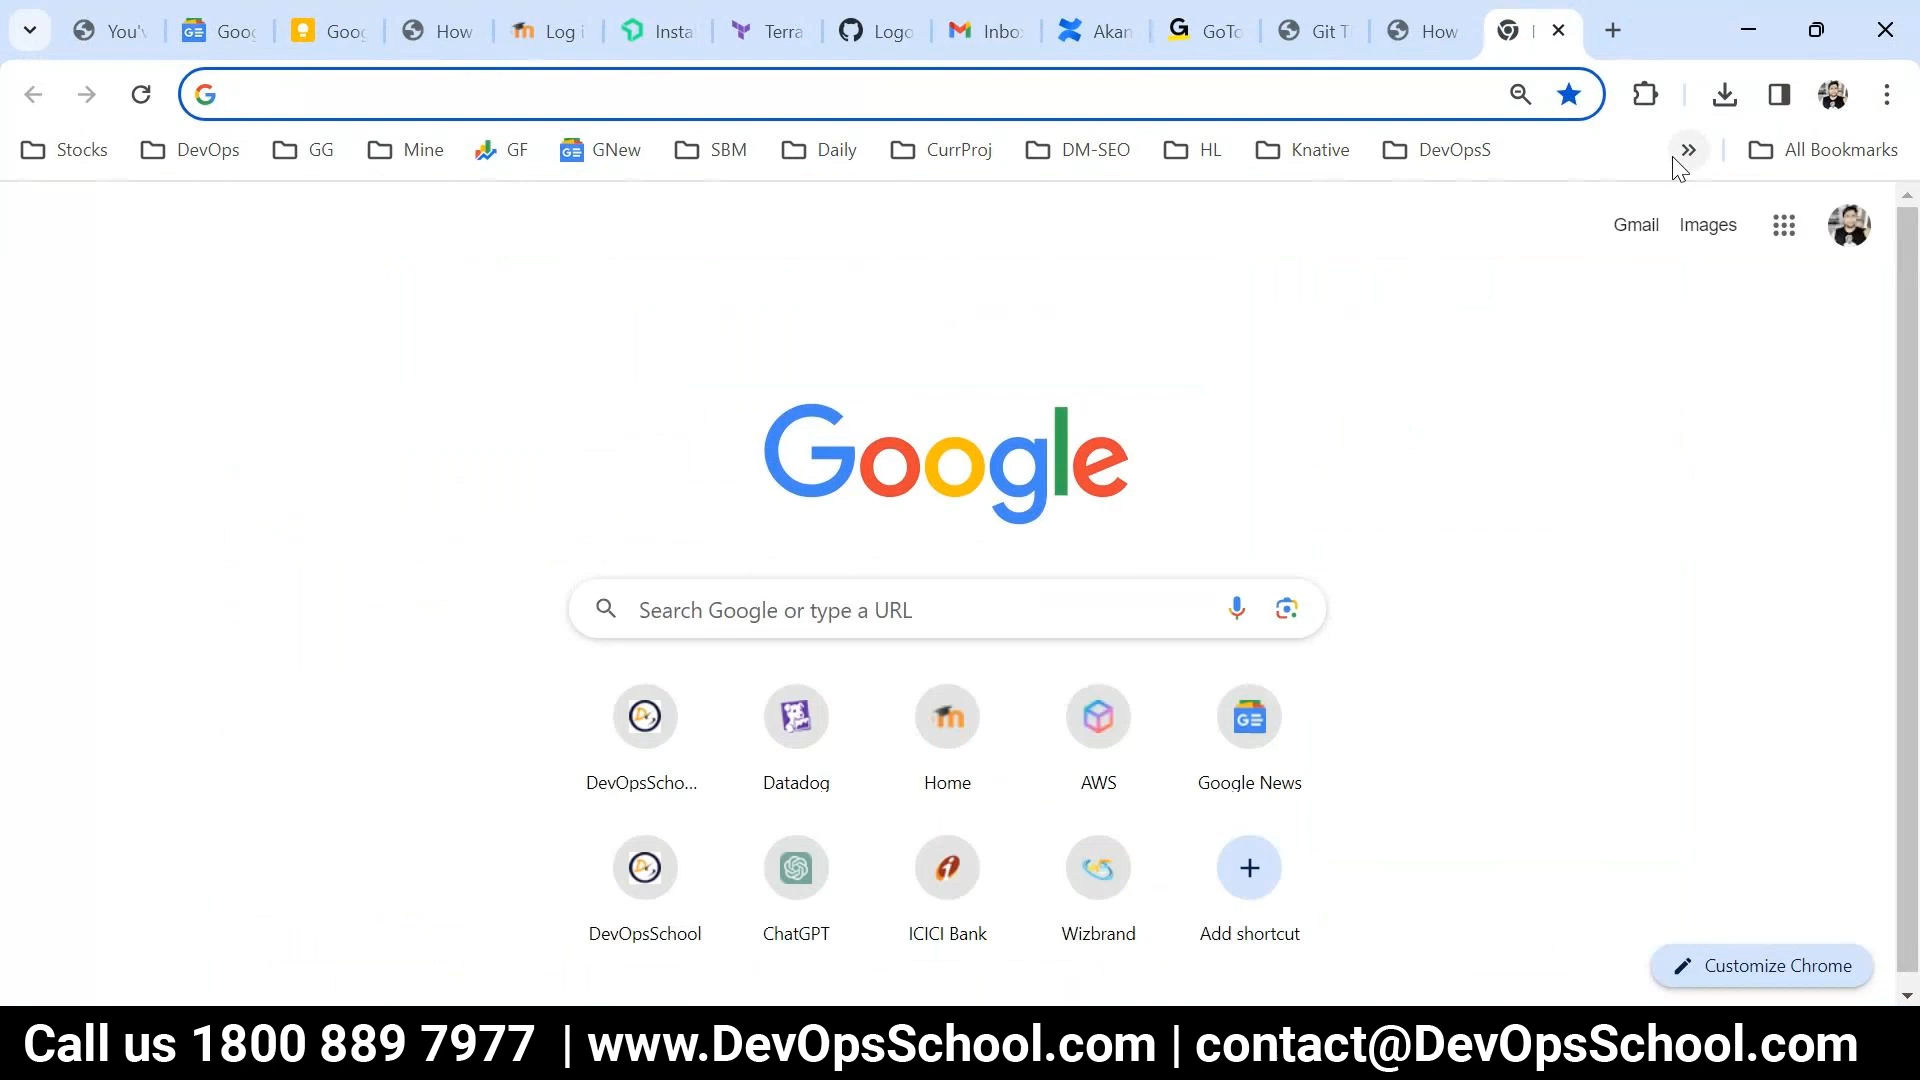 You'
Goog
Goog
How
Log i
Insta
Terra
Logo
Inbo
Akan
GoTo
Git T
How
Stocks
DevOps
GG
Mine
GF
GNew
SBM
Daily
CurrProj
DM-SEO
HL
Knative
DevOpsS
All Bookmarks
Gmail
Images
Google
Search Google or type a URL
DevOpsScho...
Datadog
Home
AWS
Google News
DevOpsSchool
ChatGPT
ICICI Bank
Wizbrand
Add shortcut
Customize Chrome
Call us 1800 889 7977 | www.DevOpsSchool.com | contact@DevOpsSchool.com